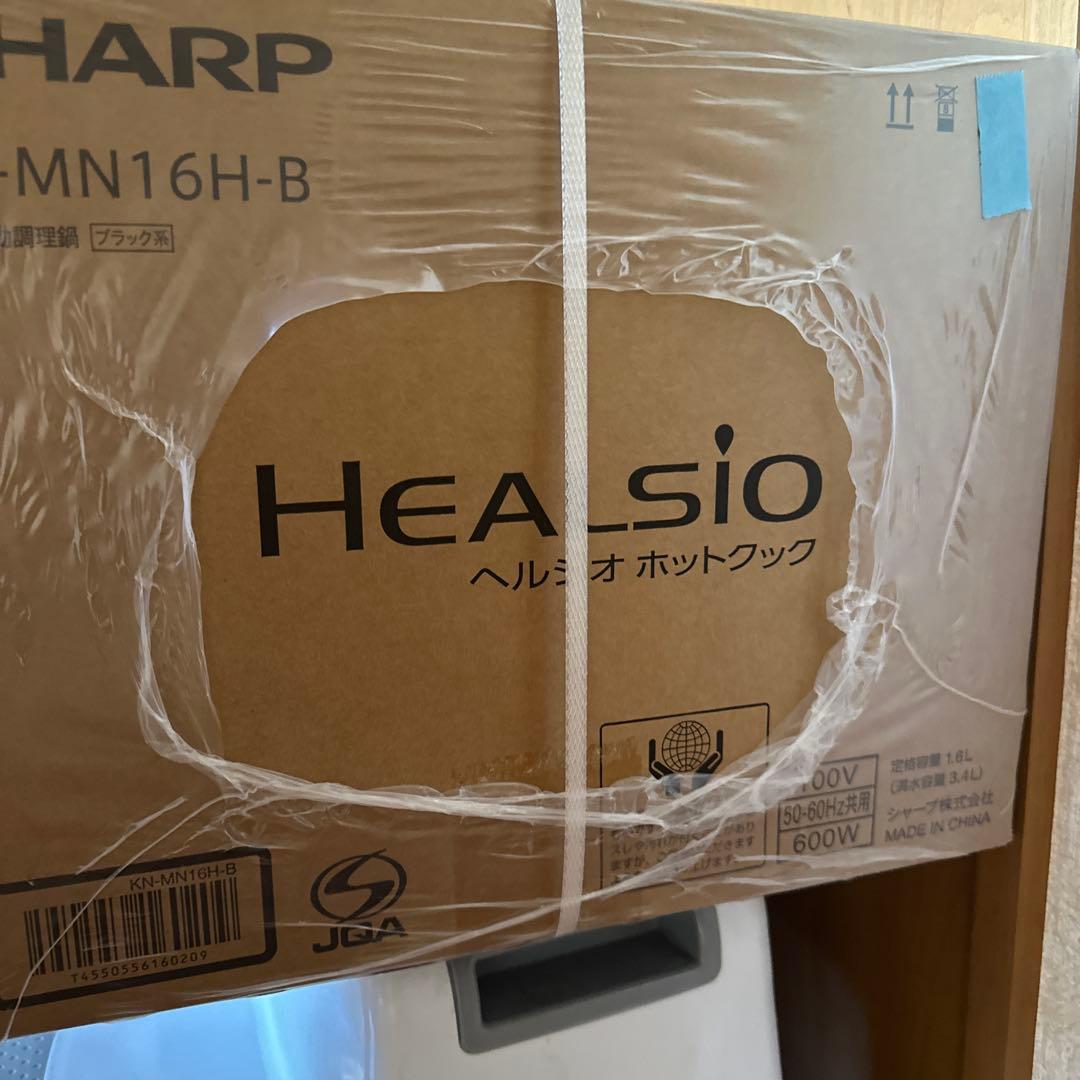 HARP
-MN16H-B
動調理鍋 ブラック系
HEALSIO
ヘルシオ ホットクック
100V
50-60Hz共用
600W
定格容量 1.6L
(満水容量 3.4L)
シャープ株式会社
MADE IN CHINA
KN-MN16H-B
T4550556160209
JQA